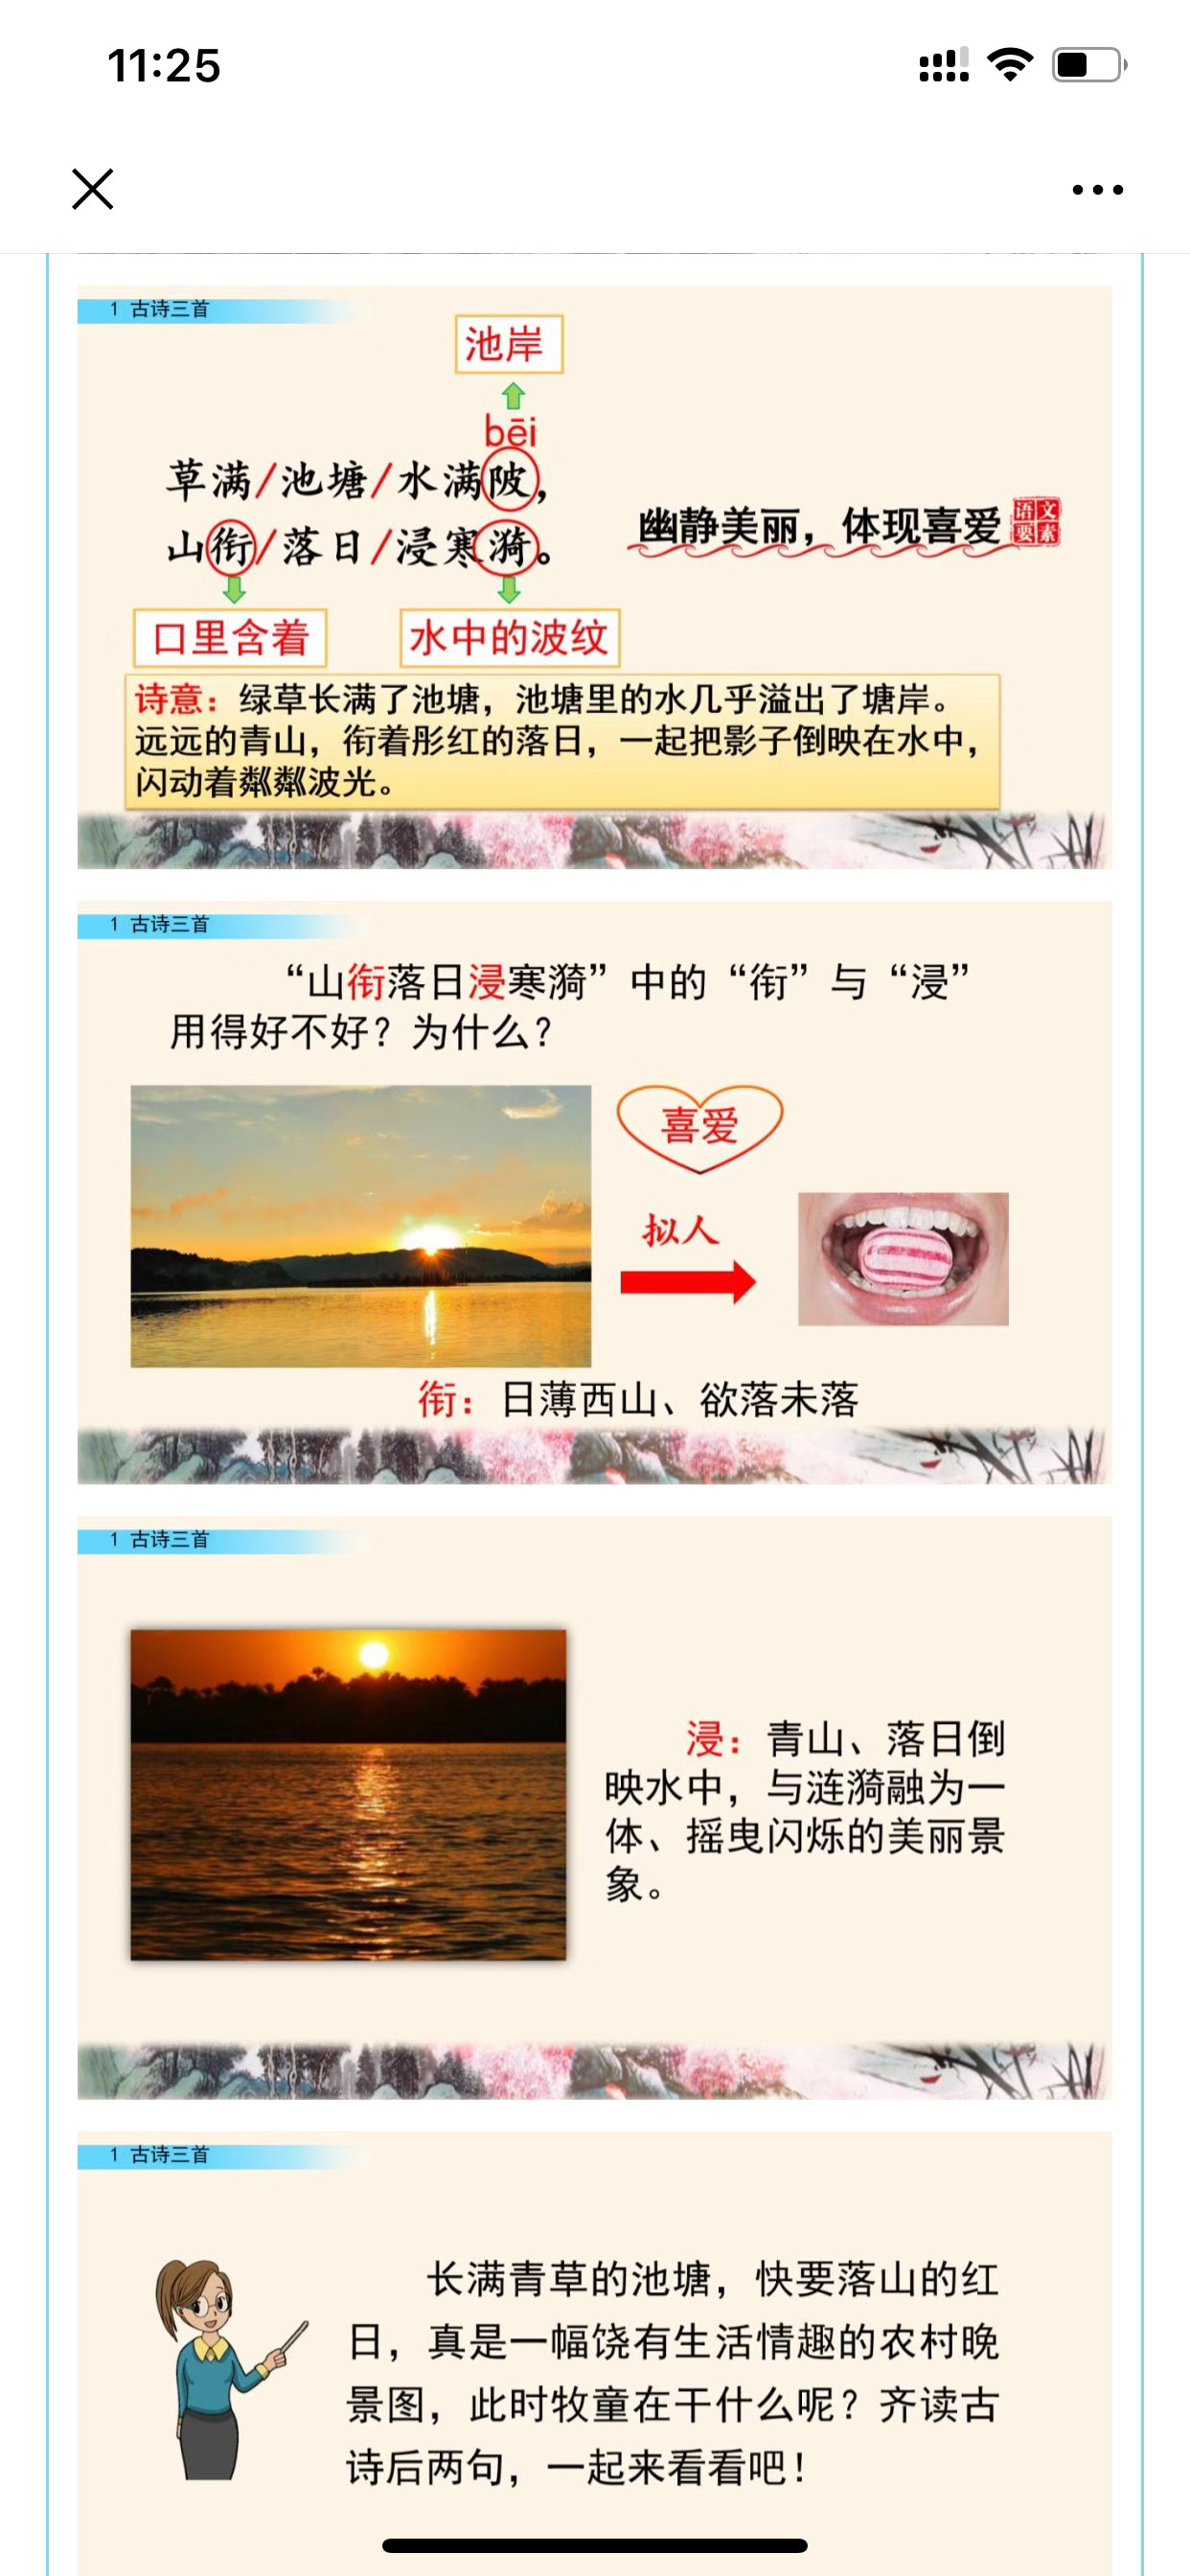 11:25
1 古诗三首
池岸
bēi
草满/池塘/水满陂，
山衔/落日/浸寒漪。
幽静美丽，体现喜爱
语文
要素
口里含着
水中的波纹
诗意：绿草长满了池塘，池塘里的水几乎溢出了塘岸。
远远的青山，衔着彤红的落日，一起把影子倒映在水中，
闪动着粼粼波光。
1 古诗三首
“山衔落日浸寒漪”中的“衔”与“浸”
用得好不好？为什么？
喜爱
拟人
衔：日薄西山、欲落未落
1 古诗三首
浸：青山、落日倒
映水中，与涟漪融为一
体、摇曳闪烁的美丽景
象。
1 古诗三首
长满青草的池塘，快要落山的红
日，真是一幅饶有生活情趣的农村晚
景图，此时牧童在干什么呢？齐读古
诗后两句，一起来看看吧！